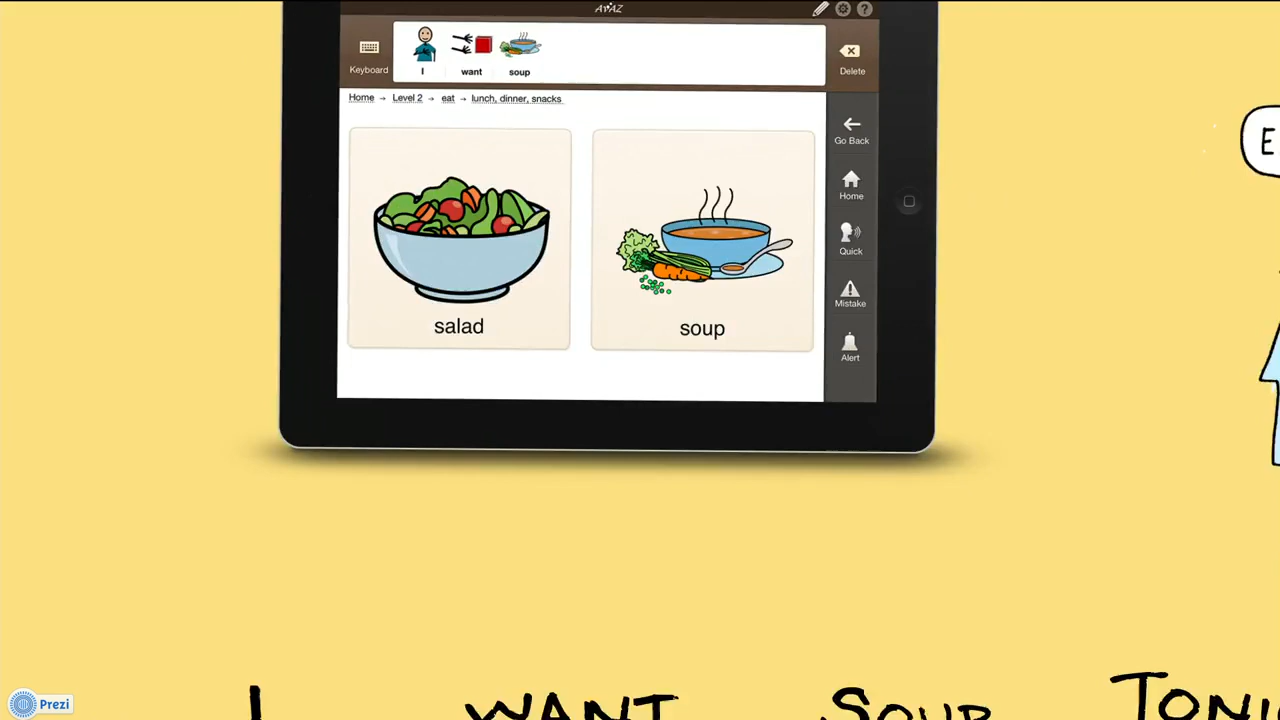 Keyboard
I want soup
Delete
Home → Level 2 → eat → lunch, dinner, snacks
Go Back
Home
Quick
Mistake
Alert
salad
soup
I WANT SOUP
Prezi